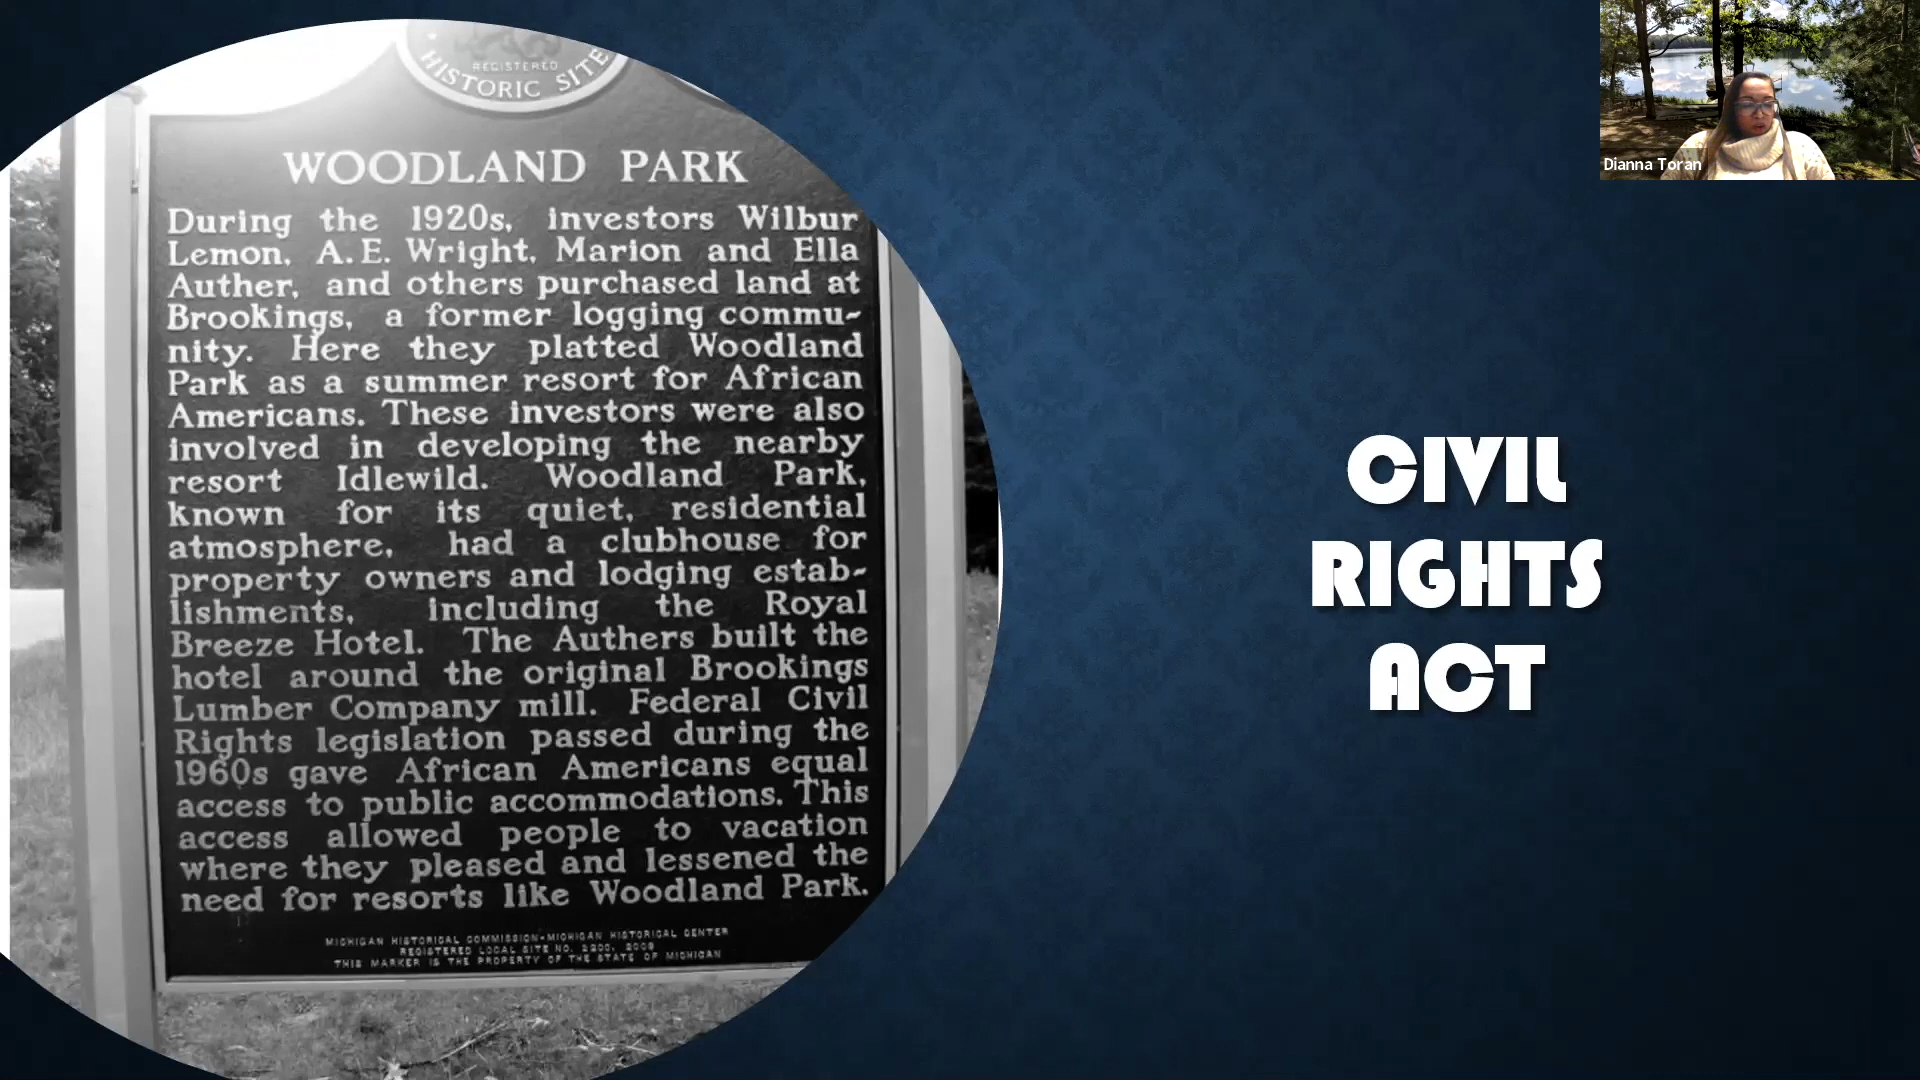 REGISTERED
HISTORIC SITE
WOODLAND PARK
During the 1920s, investors Wilbur
Lemon, A.E. Wright, Marion and Ella
Auther, and others purchased land at
Brookings, a former logging commu-
nity. Here they platted Woodland
Park as a summer resort for African
Americans. These investors were also
involved in developing the nearby
resort Idlewild. Woodland Park,
known for its quiet, residential
atmosphere, had a clubhouse for
property owners and lodging estab-
lishments, including the Royal
Breeze Hotel. The Authers built the
hotel around the original Brookings
Lumber Company mill. Federal Civil
Rights legislation passed during the
1960s gave African Americans equal
access to public accommodations. This
access allowed people to vacation
where they pleased and lessened the
need for resorts like Woodland Park.
MICHIGAN HISTORICAL COMMISSION-MICHIGAN HISTORICAL CENTER
REGISTERED LOCAL SITE NO.
THIS MARKER IS THE PROPERTY OF THE STATE OF MICHIGAN
CIVIL
RIGHTS
ACT
Dianna Toran